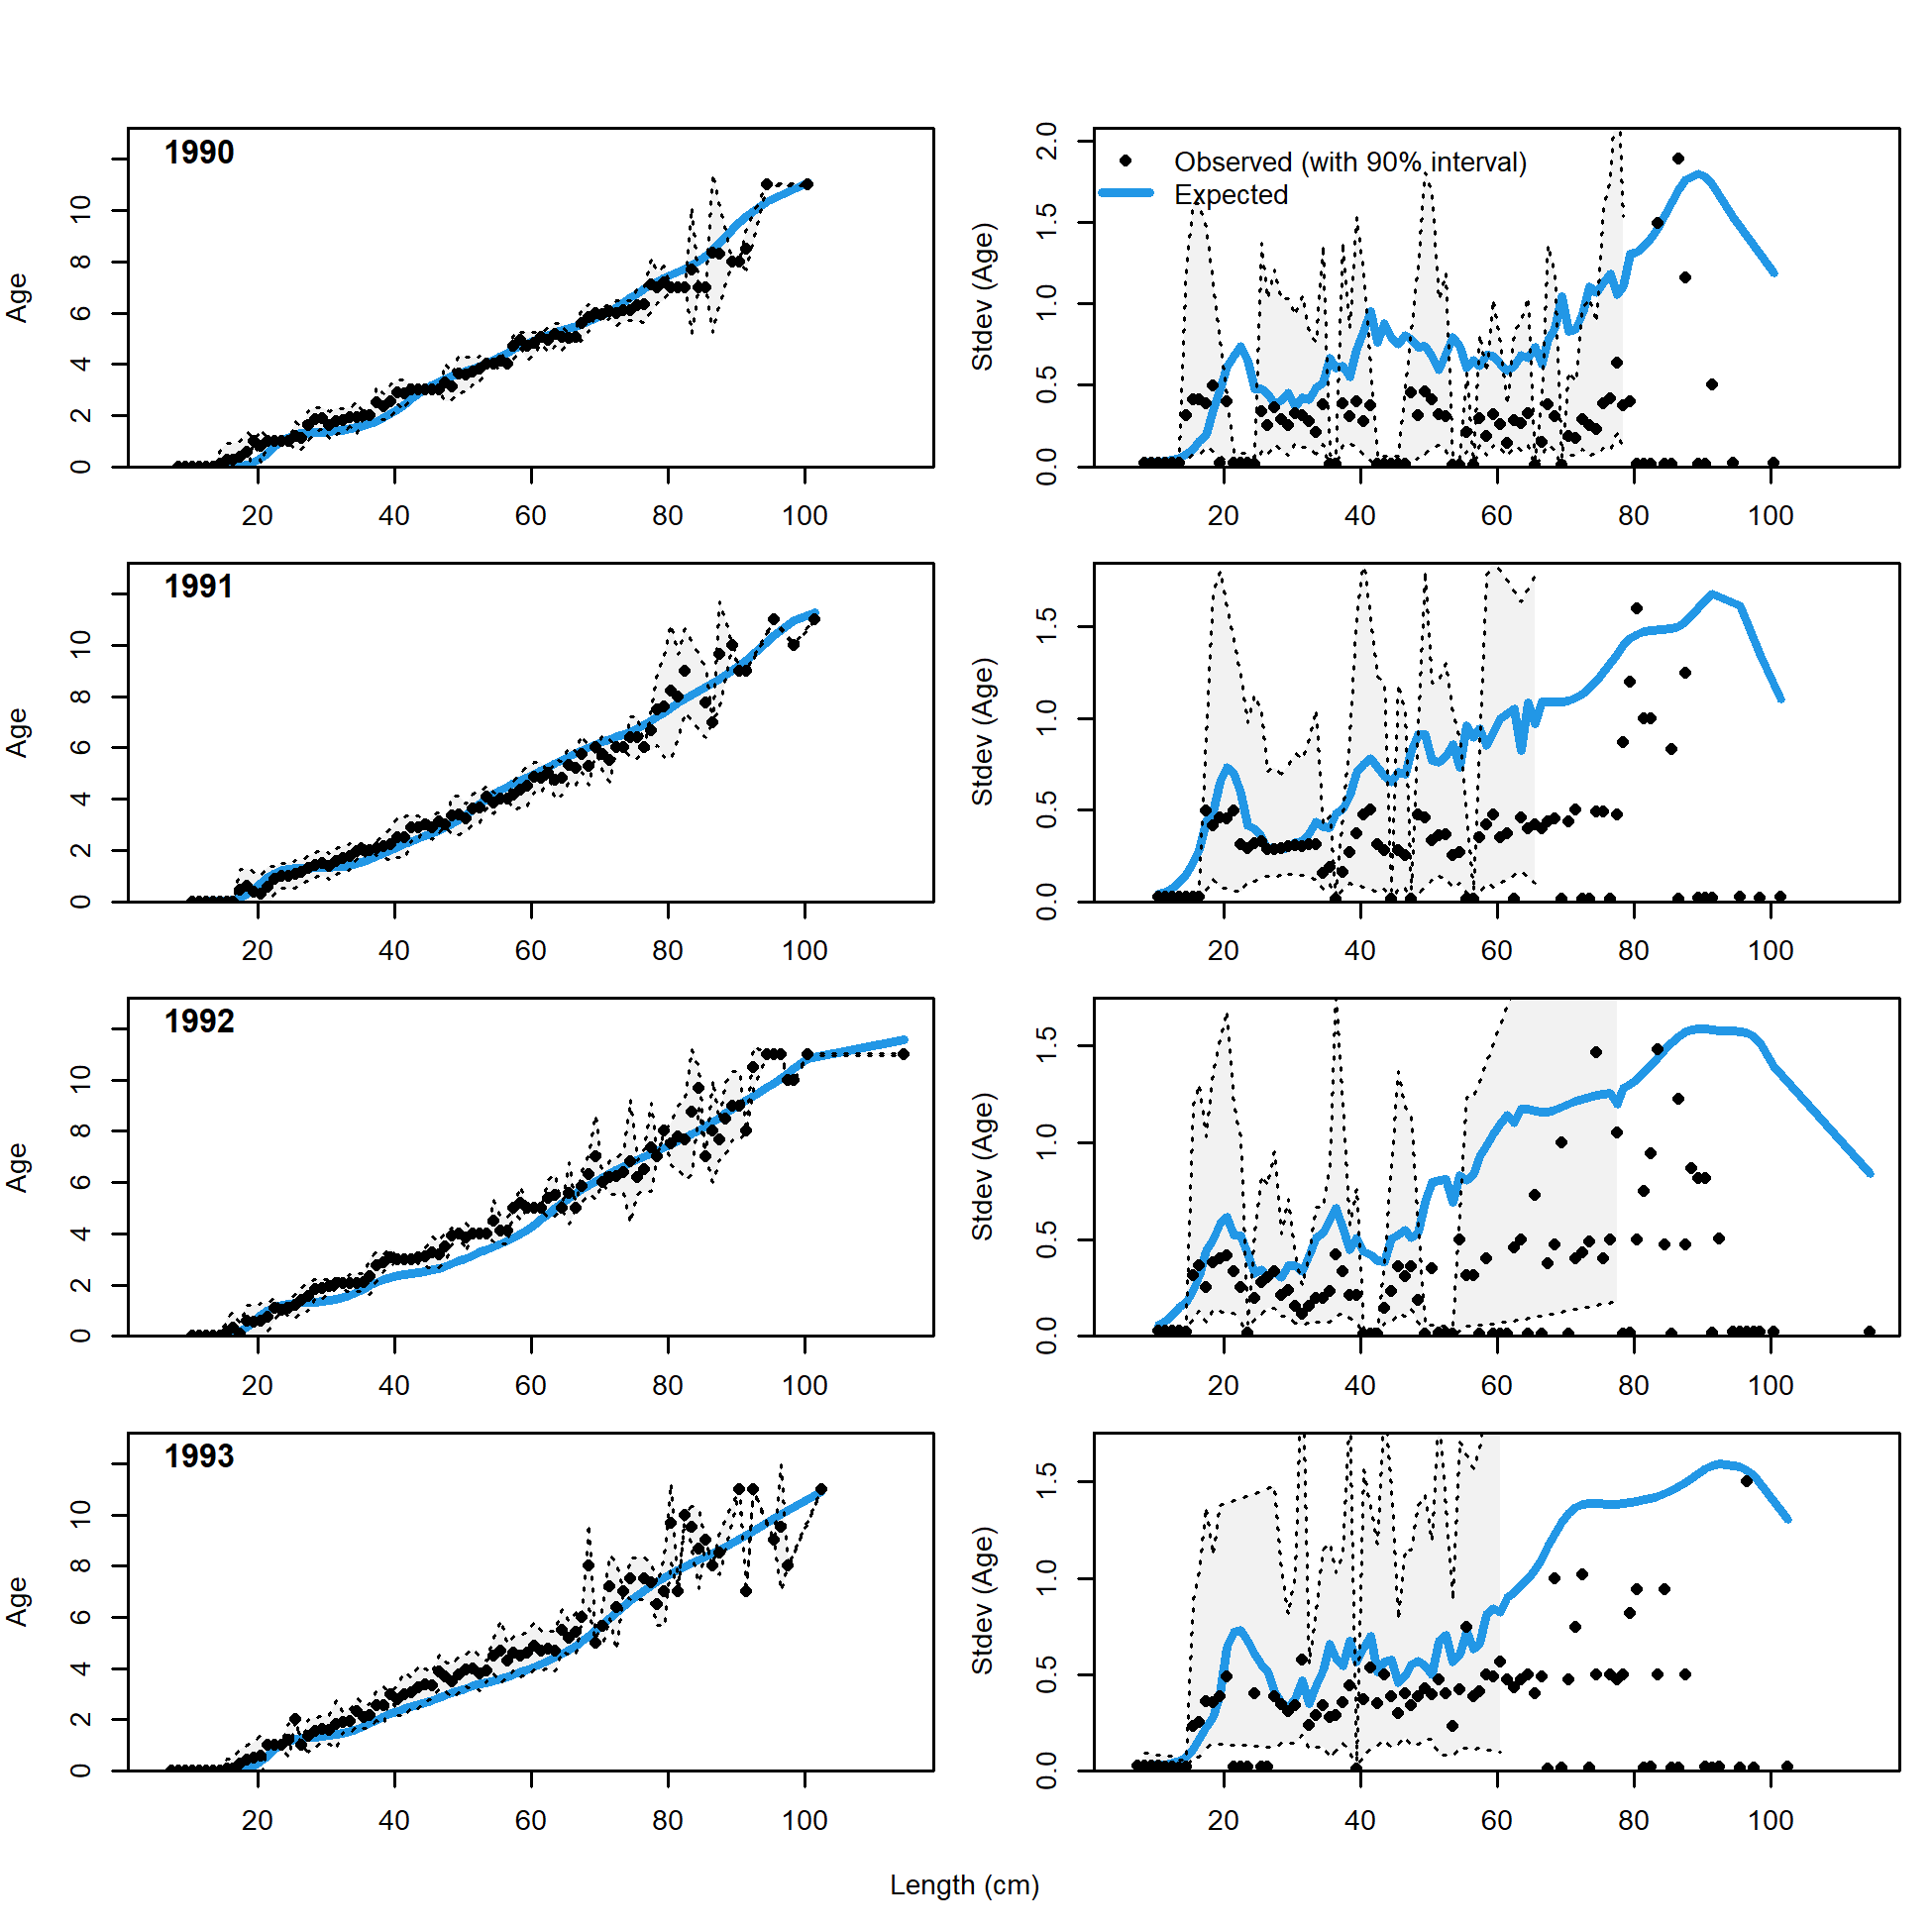 1990
Age
0 2 4 6 8 10
20 40 60 80 100
Observed (with 90% interval)
Expected
Stdev (Age)
0.0 0.5 1.0 1.5 2.0
20 40 60 80 100
1991
Age
0 2 4 6 8 10
20 40 60 80 100
Stdev (Age)
0.0 0.5 1.0 1.5
20 40 60 80 100
1992
Age
0 2 4 6 8 10
20 40 60 80 100
Stdev (Age)
0.0 0.5 1.0 1.5
20 40 60 80 100
1993
Age
0 2 4 6 8 10
20 40 60 80 100
Stdev (Age)
0.0 0.5 1.0 1.5
20 40 60 80 100
Length (cm)